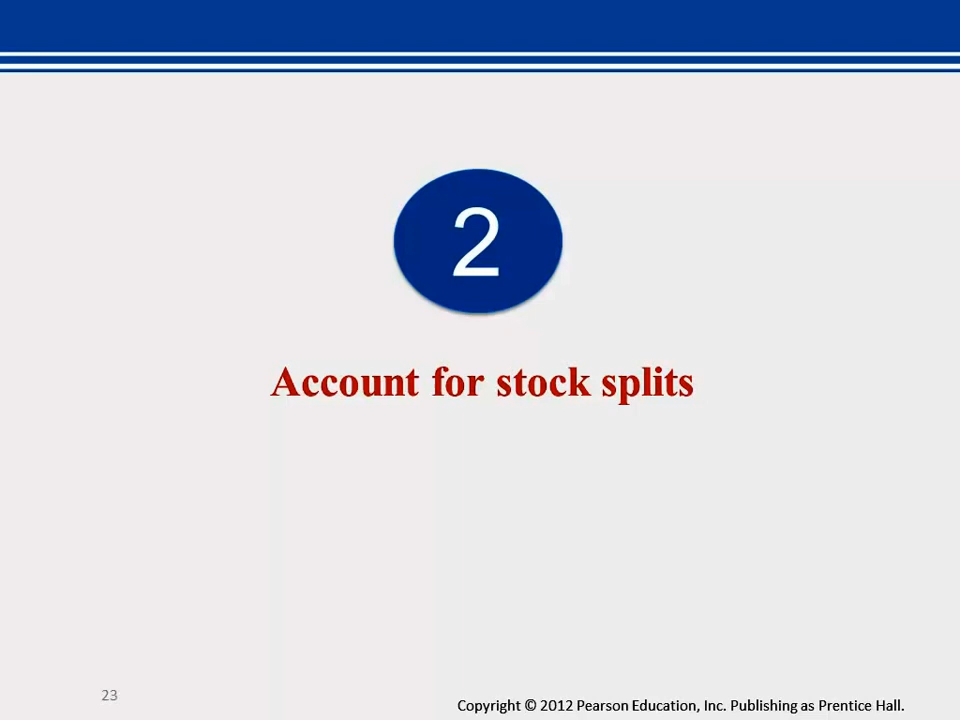 2
Account for stock splits
23
Copyright © 2012 Pearson Education, Inc. Publishing as Prentice Hall.